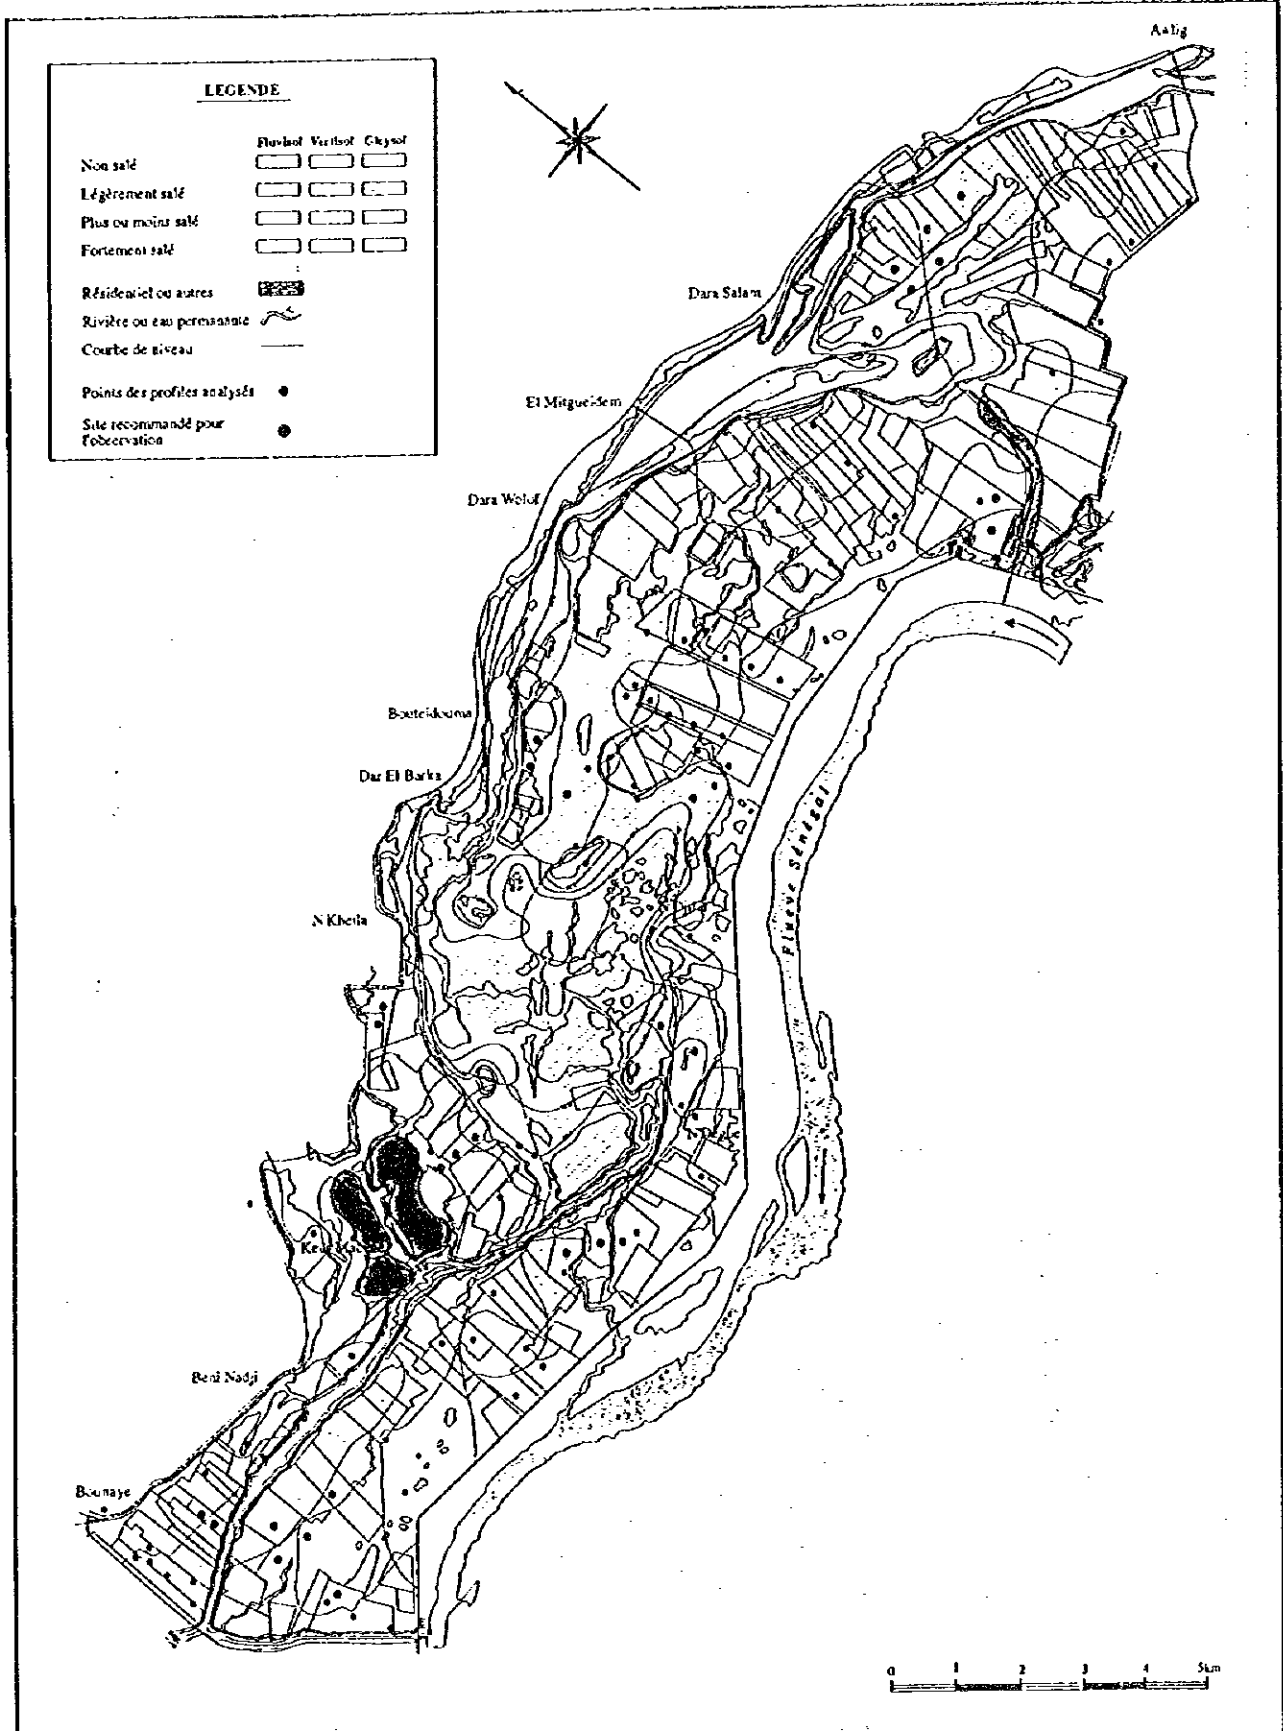 LEGENDE
Fluvisol Vertisol Gleysol
Non salé
Légèrement salé
Plus ou moins salé
Fortement salé
Résidentiel ou autres
Rivière ou eau permanante
Courbe de niveau
Points des profiles analysés
Site recommandé pour
l'observation
Dara Salam
El Mitgueidem
Dara Wolof
Bouteidouma
Dar El Barka
N Kheila
Fleuve Sénégal
Beni Nadji
Bounaye
0 1 2 3 4 5km